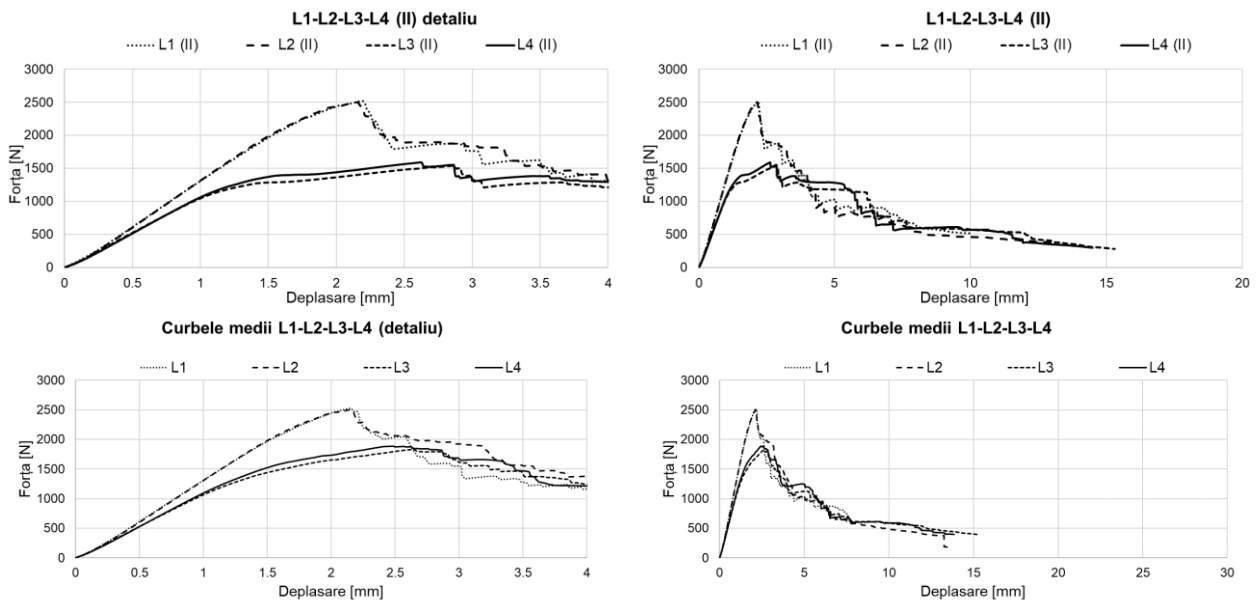 L1-L2-L3-L4 (II) detaliu
L1 (II) L2 (II) L3 (II) L4 (II)
3000
2500
2000
1500
1000
500
0
Forța [N]
0 0.5 1 1.5 2 2.5 3 3.5 4
Deplasare [mm]
L1-L2-L3-L4 (II)
L1 (II) L2 (II) L3 (II) L4 (II)
3000
2500
2000
1500
1000
500
0
Forța [N]
0 5 10 15 20
Deplasare [mm]
Curbele medii L1-L2-L3-L4 (detaliu)
L1 L2 L3 L4
3000
2500
2000
1500
1000
500
0
Forța [N]
0 0.5 1 1.5 2 2.5 3 3.5 4
Deplasare [mm]
Curbele medii L1-L2-L3-L4
L1 L2 L3 L4
3000
2500
2000
1500
1000
500
0
Forța [N]
0 5 10 15 20 25 30
Deplasare [mm]